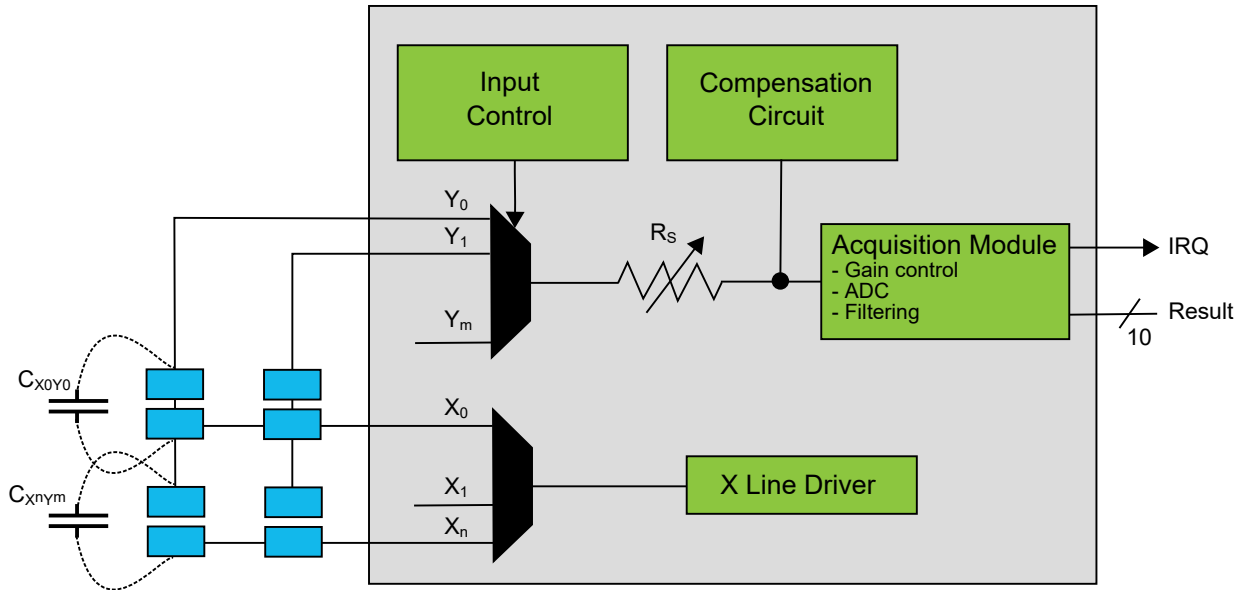 Input
Control
Compensation
Circuit
Y0
Y1
RS
Acquisition Module
- Gain control
- ADC
- Filtering
IRQ
Result
10
Ym
CX0Y0
X0
CXnYm
X1
Xn
X Line Driver